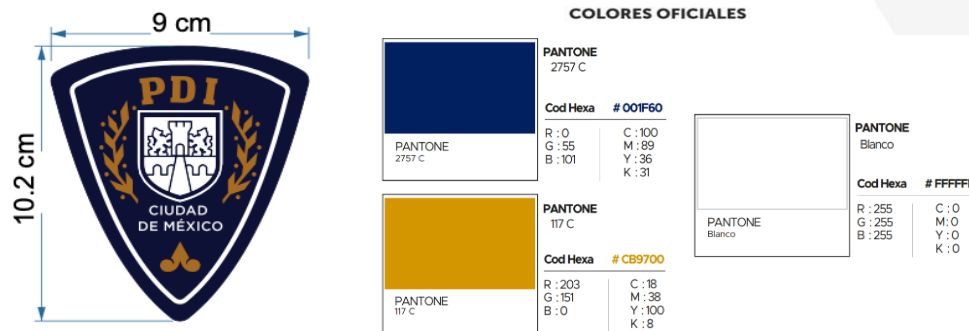 9 cm
10.2 cm
PDI
CIUDAD
DE MÉXICO
COLORES OFICIALES
PANTONE
2757 C
PANTONE
2757 C
Cod Hexa # 001F60
R : 0 C : 100
G : 55 M : 89
B : 101 Y : 36
K : 31
PANTONE
117 C
PANTONE
117 C
Cod Hexa # CB9700
R : 203 C : 18
G : 151 M : 38
B : 0 Y : 100
K : 8
PANTONE
Blanco
PANTONE
Blanco
Cod Hexa # FFFFF
R : 255 C : 0
G : 255 M : 0
B : 255 Y : 0
K : 0